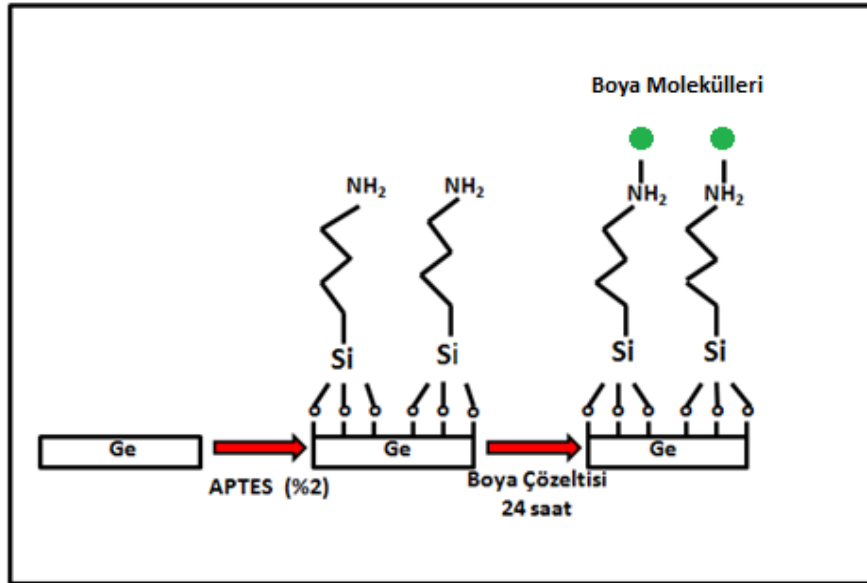 Boya Molekülleri
NH₂
NH₂
NH₂
NH₂
Si
Si
Si
Si
Ge
Ge
Ge
APTES (%2)
Boya Çözeltisi
24 saat